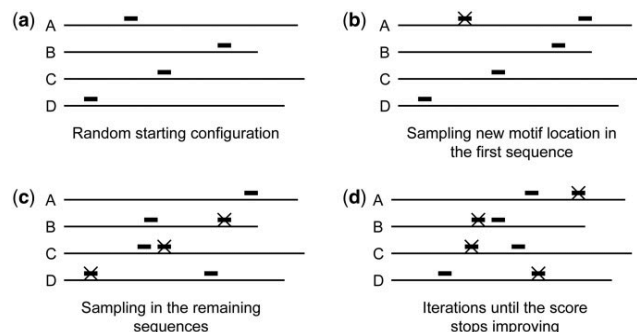 (a)
A
B
C
D
Random starting configuration
(b)
A
B
C
D
Sampling new motif location in
the first sequence
(c)
A
B
C
D
Sampling in the remaining
sequences
(d)
A
B
C
D
Iterations until the score
stops improving